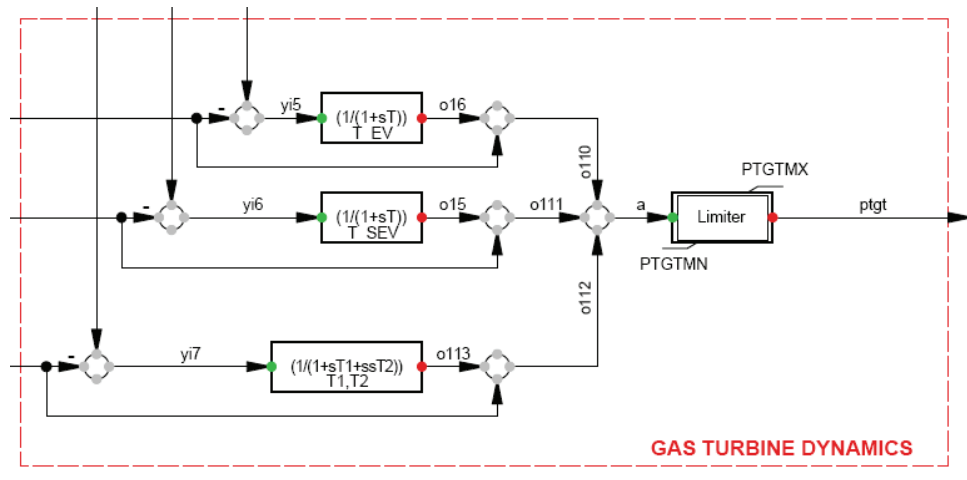 -
yi5
(1/(1+sT))
T_EV
o16
o110
PTGTMX
-
yi6
(1/(1+sT))
T_SEV
o15
o111
a
Limiter
ptgt
PTGTMN
o112
-
yi7
(1/(1+sT1+ssT2))
T1,T2
o113
GAS TURBINE DYNAMICS